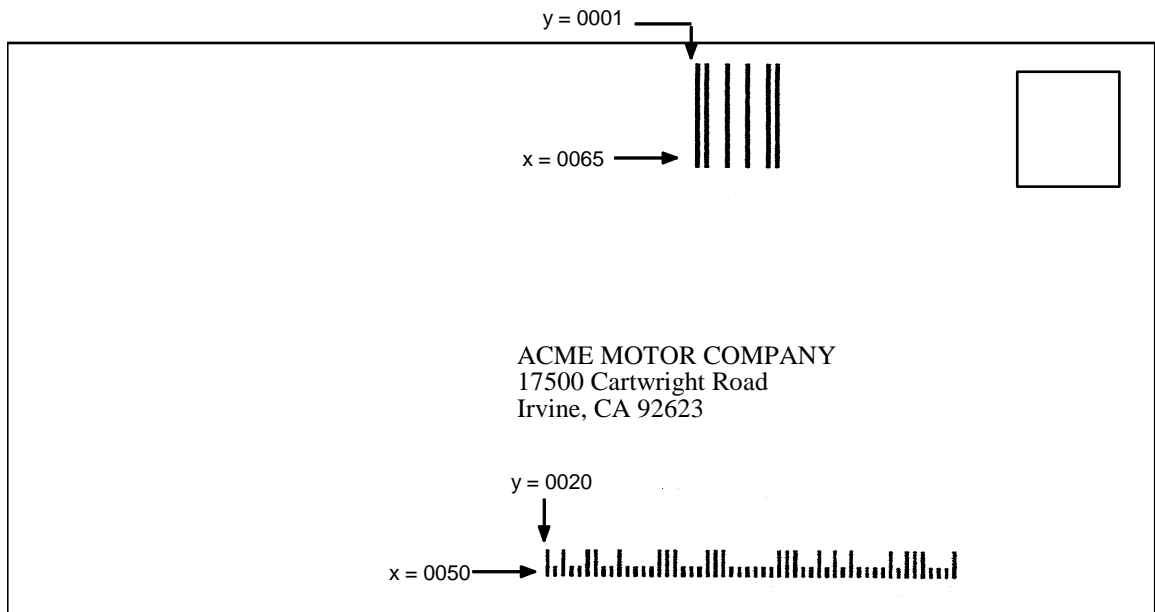 y = 0001
x = 0065
ACME MOTOR COMPANY
17500 Cartwright Road
Irvine, CA 92623
y = 0020
x = 0050